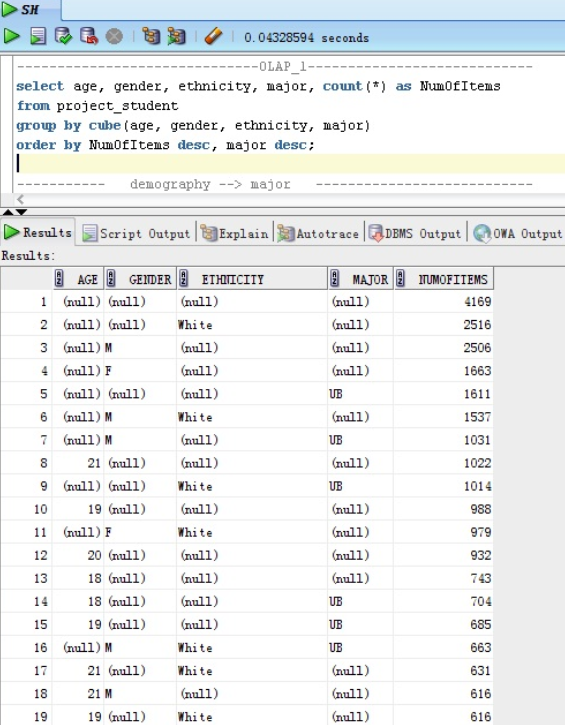 SH
0.04328594 seconds
----------------------------OLAP_1--------------------------
select age, gender, ethnicity, major, count(*) as NumOfItems
from project_student
group by cube(age, gender, ethnicity, major)
order by NumOfItems desc, major desc;
----------- demography --> major ---------------------------
Results Script Output Explain Autotrace DBMS Output OWA Output
Results:
AGE GENDER ETHNICITY MAJOR NUMOFITEMS
1 (null) (null) (null) (null) 4169
2 (null) (null) White (null) 2516
3 (null) M (null) (null) 2506
4 (null) F (null) (null) 1663
5 (null) (null) (null) UB 1611
6 (null) M White (null) 1537
7 (null) M (null) UB 1031
8 21 (null) (null) (null) 1022
9 (null) (null) White UB 1014
10 19 (null) (null) (null) 988
11 (null) F White (null) 979
12 20 (null) (null) (null) 932
13 18 (null) (null) (null) 743
14 18 (null) (null) UB 704
15 19 (null) (null) UB 685
16 (null) M White UB 663
17 21 (null) White (null) 631
18 21 M (null) (null) 616
19 19 (null) White (null) 616